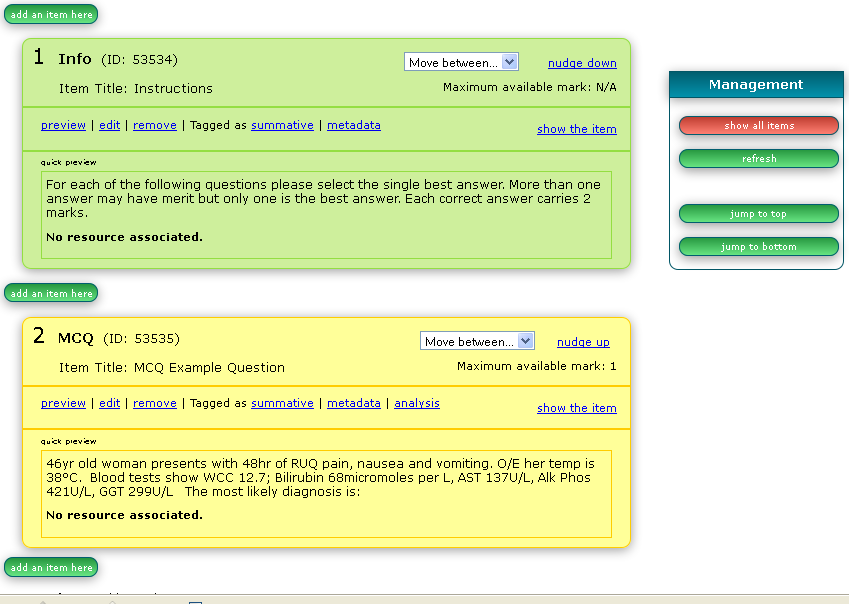 add an item here
1 Info (ID: 53534) Move between... nudge down
Item Title: Instructions Maximum available mark: N/A
preview | edit | remove | Tagged as summative | metadata show the item
quick preview
For each of the following questions please select the single best answer. More than one
answer may have merit but only one is the best answer. Each correct answer carries 2
marks.
No resource associated.
Management
show all items
refresh
jump to top
jump to bottom
add an item here
2 MCQ (ID: 53535) Move between... nudge up
Item Title: MCQ Example Question Maximum available mark: 1
preview | edit | remove | Tagged as summative | metadata | analysis show the item
quick preview
46yr old woman presents with 48hr of RUQ pain, nausea and vomiting. O/E her temp is
38ºC. Blood tests show WCC 12.7; Bilirubin 68micromoles per L, AST 137U/L, Alk Phos
421U/L, GGT 299U/L The most likely diagnosis is:
No resource associated.
add an item here